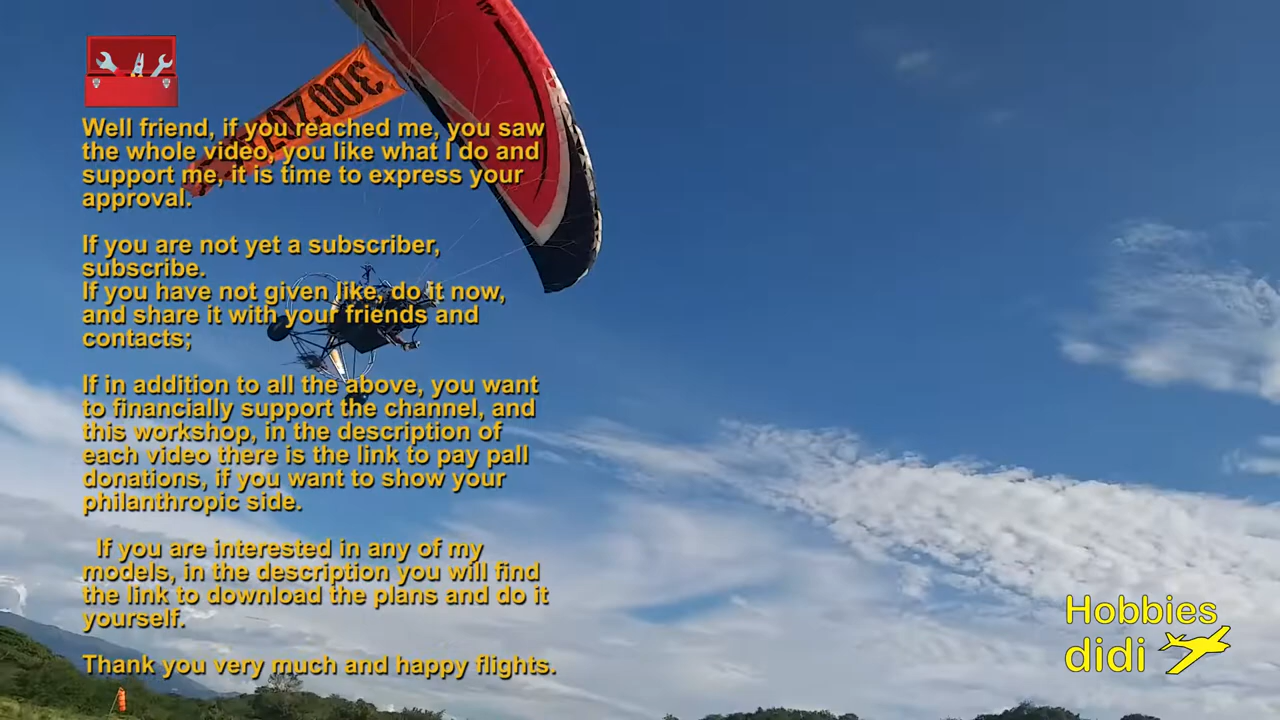 Well friend, if you reached me, you saw
the whole video, you like what I do and
support me, it is time to express your
approval.
If you are not yet a subscriber,
subscribe.
If you have not given like, do it now,
and share it with your friends and
contacts;
If in addition to all the above, you want
to financially support the channel, and
this workshop, in the description of
each video there is the link to pay pall
donations, if you want to show your
philanthropic side.
If you are interested in any of my
models, in the description you will find
the link to download the plans and do it
yourself.
Thank you very much and happy flights.
Hobbies
didi